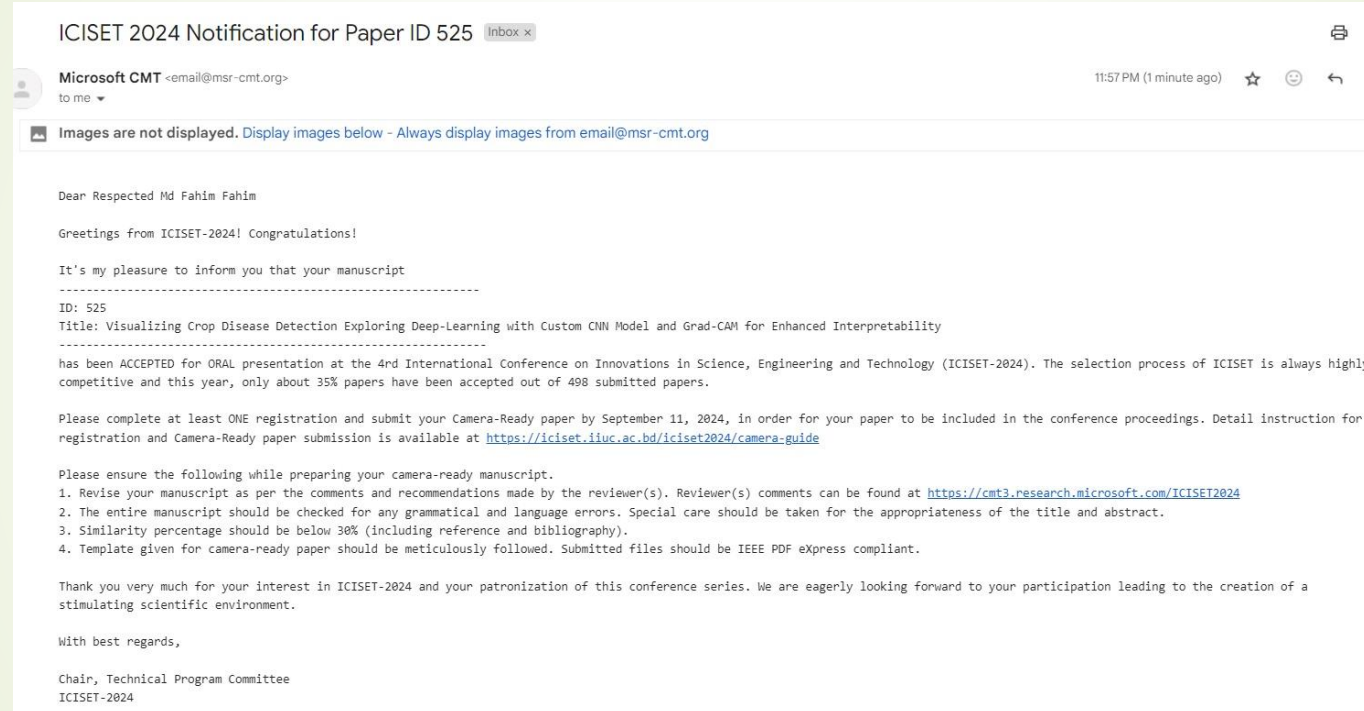 ICISET 2024 Notification for Paper ID 525 Inbox ×
Microsoft CMT <email@msr-cmt.org>
11:57 PM (1 minute ago)
to me
Images are not displayed. Display images below - Always display images from email@msr-cmt.org
Dear Respected Md Fahim Fahim
Greetings from ICISET-2024! Congratulations!
It's my pleasure to inform you that your manuscript
--------------------------------------------------------------
ID: 525
Title: Visualizing Crop Disease Detection Exploring Deep-Learning with Custom CNN Model and Grad-CAM for Enhanced Interpretability
---------------------------------------------------------------
has been ACCEPTED for ORAL presentation at the 4rd International Conference on Innovations in Science, Engineering and Technology (ICISET-2024). The selection process of ICISET is always highly
competitive and this year, only about 35% papers have been accepted out of 498 submitted papers.
Please complete at least ONE registration and submit your Camera-Ready paper by September 11, 2024, in order for your paper to be included in the conference proceedings. Detail instruction for
registration and Camera-Ready paper submission is available at https://iciset.iiuc.ac.bd/iciset2024/camera-guide
Please ensure the following while preparing your camera-ready manuscript.
1. Revise your manuscript as per the comments and recommendations made by the reviewer(s). Reviewer(s) comments can be found at https://cmt3.research.microsoft.com/ICISET2024
2. The entire manuscript should be checked for any grammatical and language errors. Special care should be taken for the appropriateness of the title and abstract.
3. Similarity percentage should be below 30% (including reference and bibliography).
4. Template given for camera-ready paper should be meticulously followed. Submitted files should be IEEE PDF eXpress compliant.
Thank you very much for your interest in ICISET-2024 and your patronization of this conference series. We are eagerly looking forward to your participation leading to the creation of a
stimulating scientific environment.
With best regards,
Chair, Technical Program Committee
ICISET-2024